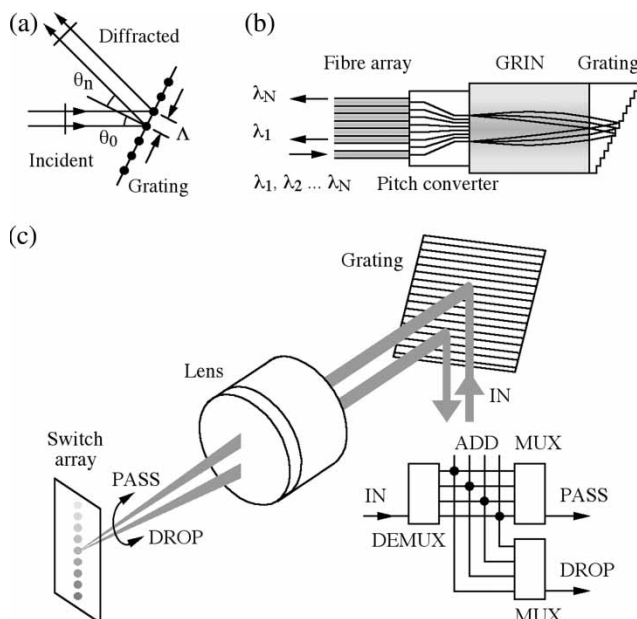 (a)
Diffracted
θn
θ0
Λ
Incident
Grating
(b)
Fibre array
GRIN
Grating
λN
λ1
λ1, λ2 ... λN
Pitch converter
(c)
Grating
Lens
IN
Switch array
PASS
DROP
ADD
MUX
IN
PASS
DEMUX
DROP
MUX